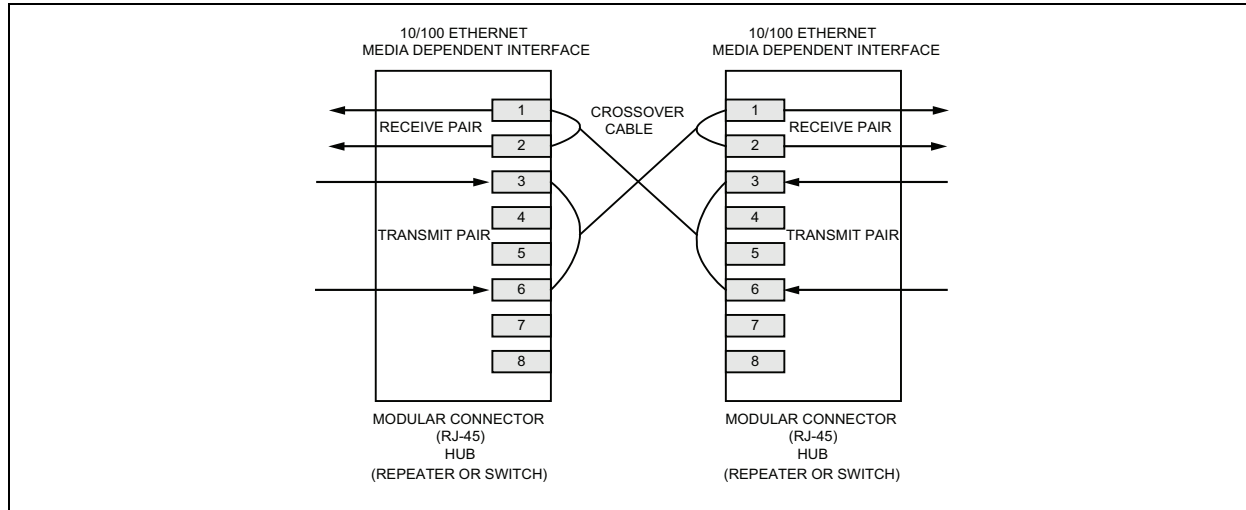 10/100 ETHERNET
MEDIA DEPENDENT INTERFACE
10/100 ETHERNET
MEDIA DEPENDENT INTERFACE
1
RECEIVE PAIR
2
3
4
TRANSMIT PAIR
5
6
7
8
CROSSOVER
CABLE
1
RECEIVE PAIR
2
3
4
TRANSMIT PAIR
5
6
7
8
MODULAR CONNECTOR
(RJ-45)
HUB
(REPEATER OR SWITCH)
MODULAR CONNECTOR
(RJ-45)
HUB
(REPEATER OR SWITCH)